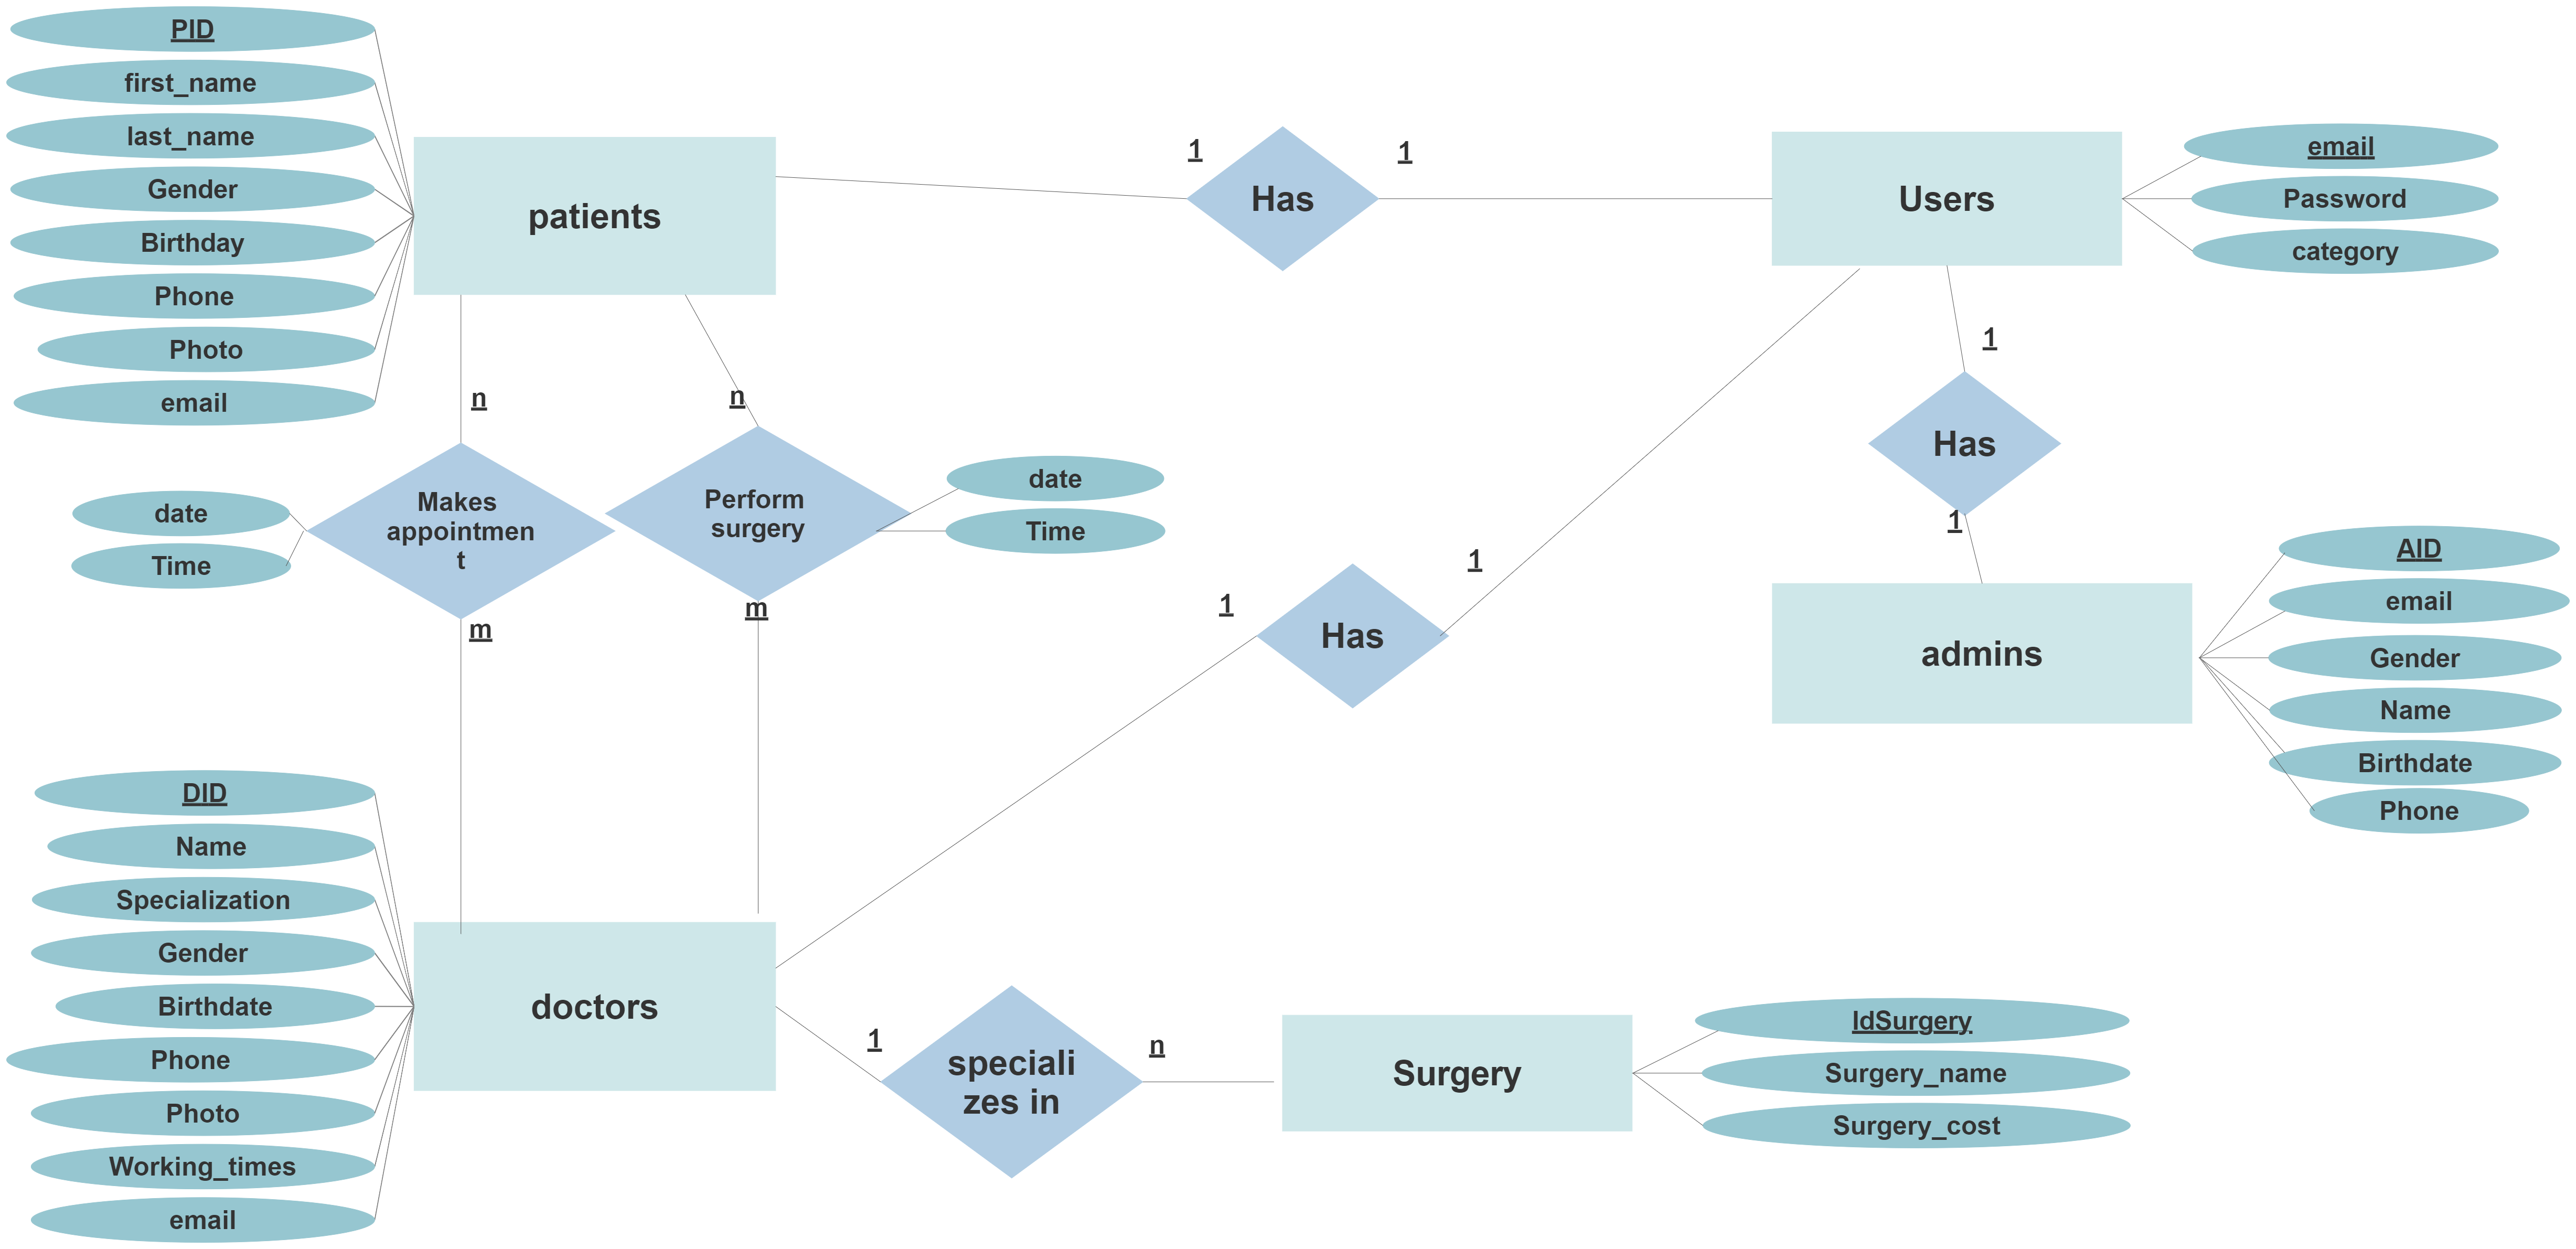 PID
first_name
last_name
Gender
Birthday
Phone
Photo
email
patients
1
Has
1
Users
email
Password
category
n
n
1
Has
1
date
Time
Makes
appointmen
t
m
Perform
surgery
m
date
Time
1
Has
1
admins
AID
email
Gender
Name
Birthdate
Phone
DID
Name
Specialization
Gender
Birthdate
Phone
Photo
Working_times
email
doctors
1
speciali
zes in
n
Surgery
IdSurgery
Surgery_name
Surgery_cost